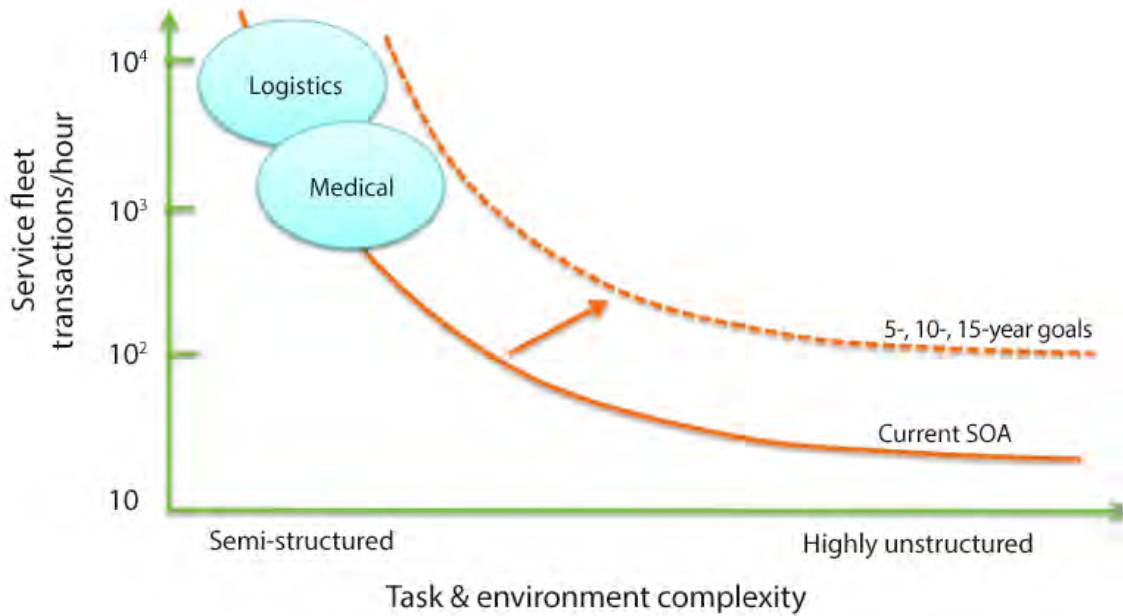 Service fleet
transactions/hour
10⁴
10³
10²
10
Logistics
Medical
5-, 10-, 15-year goals
Current SOA
Semi-structured
Highly unstructured
Task & environment complexity